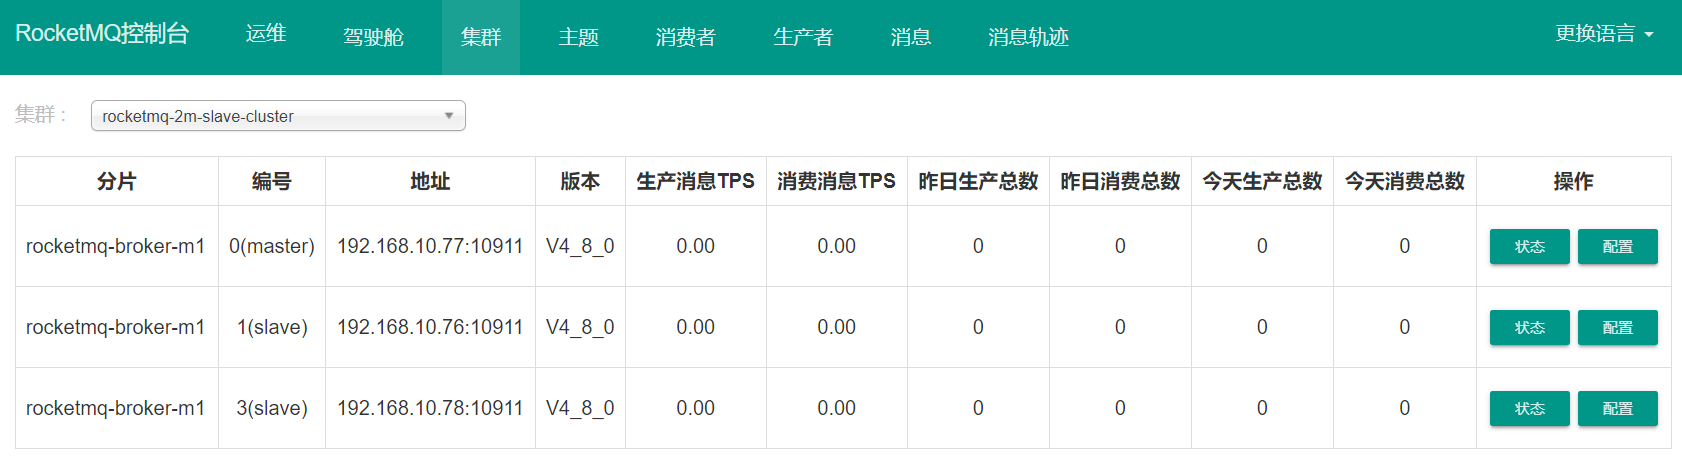 RocketMQ控制台 运维 驾驶舱 集群 主题 消费者 生产者 消息 消息轨迹 更换语言
集群： rocketmq-2m-slave-cluster
分片 编号 地址 版本 生产消息TPS 消费消息TPS 昨日生产总数 昨日消费总数 今天生产总数 今天消费总数 操作
rocketmq-broker-m1 0(master) 192.168.10.77:10911 V4_8_0 0.00 0.00 0 0 0 0 状态 配置
rocketmq-broker-m1 1(slave) 192.168.10.76:10911 V4_8_0 0.00 0.00 0 0 0 0 状态 配置
rocketmq-broker-m1 3(slave) 192.168.10.78:10911 V4_8_0 0.00 0.00 0 0 0 0 状态 配置